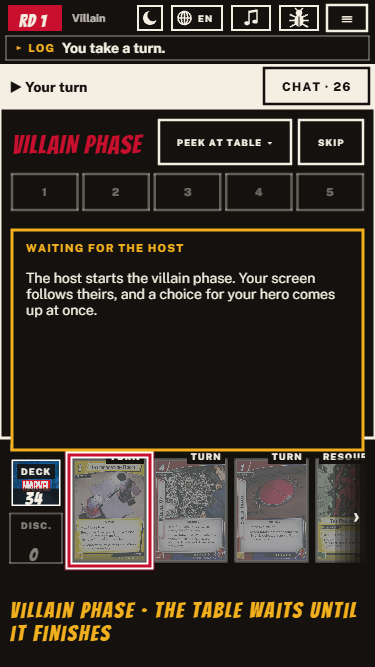 RD 1 Villain EN
▸ LOG You take a turn.
▶ Your turn CHAT · 26
VILLAIN PHASE PEEK AT TABLE SKIP
1 2 3 4 5
WAITING FOR THE HOST
The host starts the villain phase. Your screen
follows theirs, and a choice for your hero comes
up at once.
DECK
MARVEL
34
TURN TURN
DISC.
0
VILLAIN PHASE · THE TABLE WAITS UNTIL
IT FINISHES